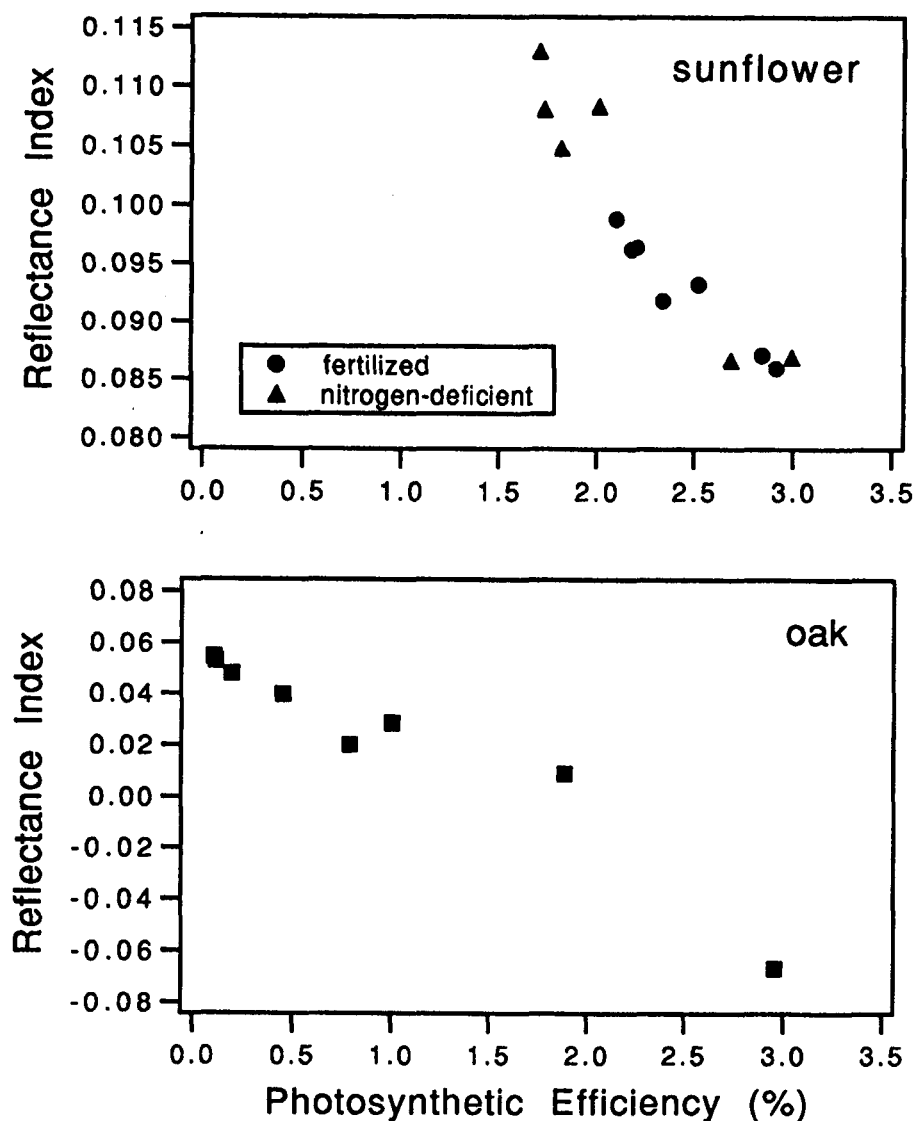 0.115
0.110
0.105
0.100
0.095
0.090
0.085
0.080
Reflectance Index
sunflower
fertilized
nitrogen-deficient
0.0 0.5 1.0 1.5 2.0 2.5 3.0 3.5
0.08
0.06
0.04
0.02
0.00
-0.02
-0.04
-0.06
-0.08
Reflectance Index
oak
0.0 0.5 1.0 1.5 2.0 2.5 3.0 3.5
Photosynthetic Efficiency (%)